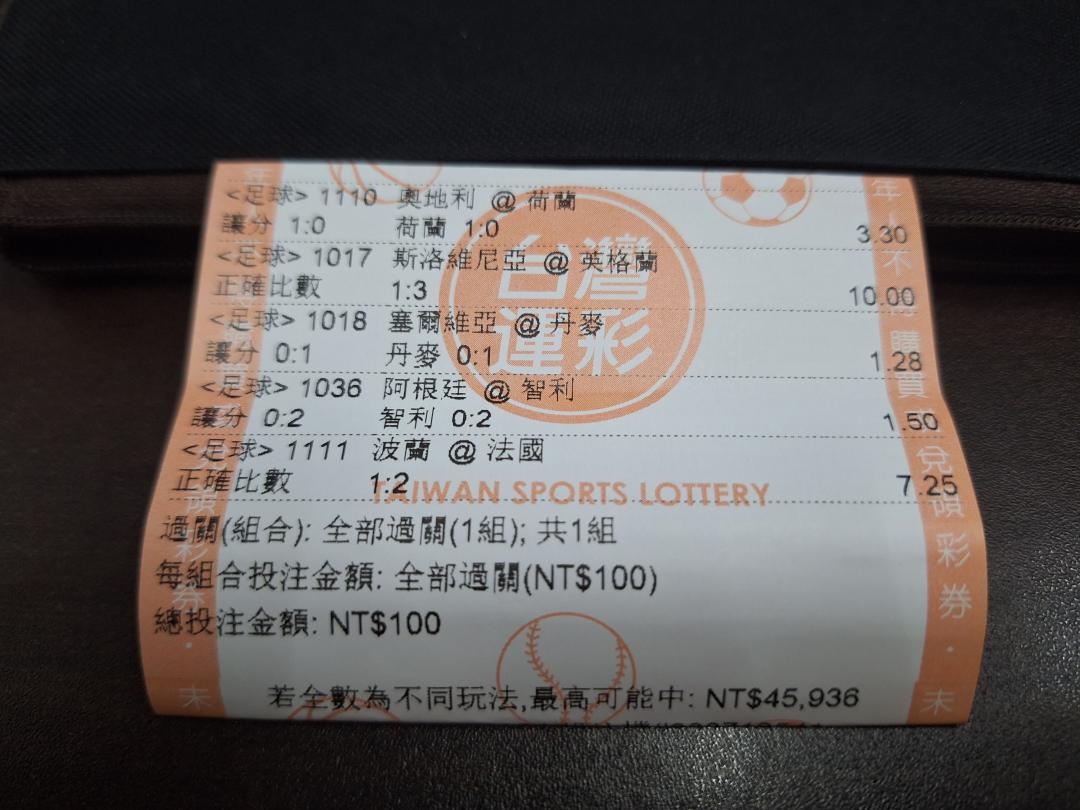 <足球> 1110 奧地利 @ 荷蘭
讓分 1:0 荷蘭 1:0 3.30
<足球> 1017 斯洛維尼亞 @ 英格蘭
正確比數 1:3 10.00
<足球> 1018 塞爾維亞 @ 丹麥
讓分 0:1 丹麥 0:1 1.28
<足球> 1036 阿根廷 @ 智利
讓分 0:2 智利 0:2 1.50
<足球> 1111 波蘭 @ 法國
正確比數 1:2 7.25
過關(組合): 全部過關(1組); 共1組
每組合投注金額: 全部過關(NT$100)
總投注金額: NT$100
若全數為不同玩法,最高可能中: NT$45,936
台灣
運彩
TAIWAN SPORTS LOTTERY
購買
兌領彩券·未